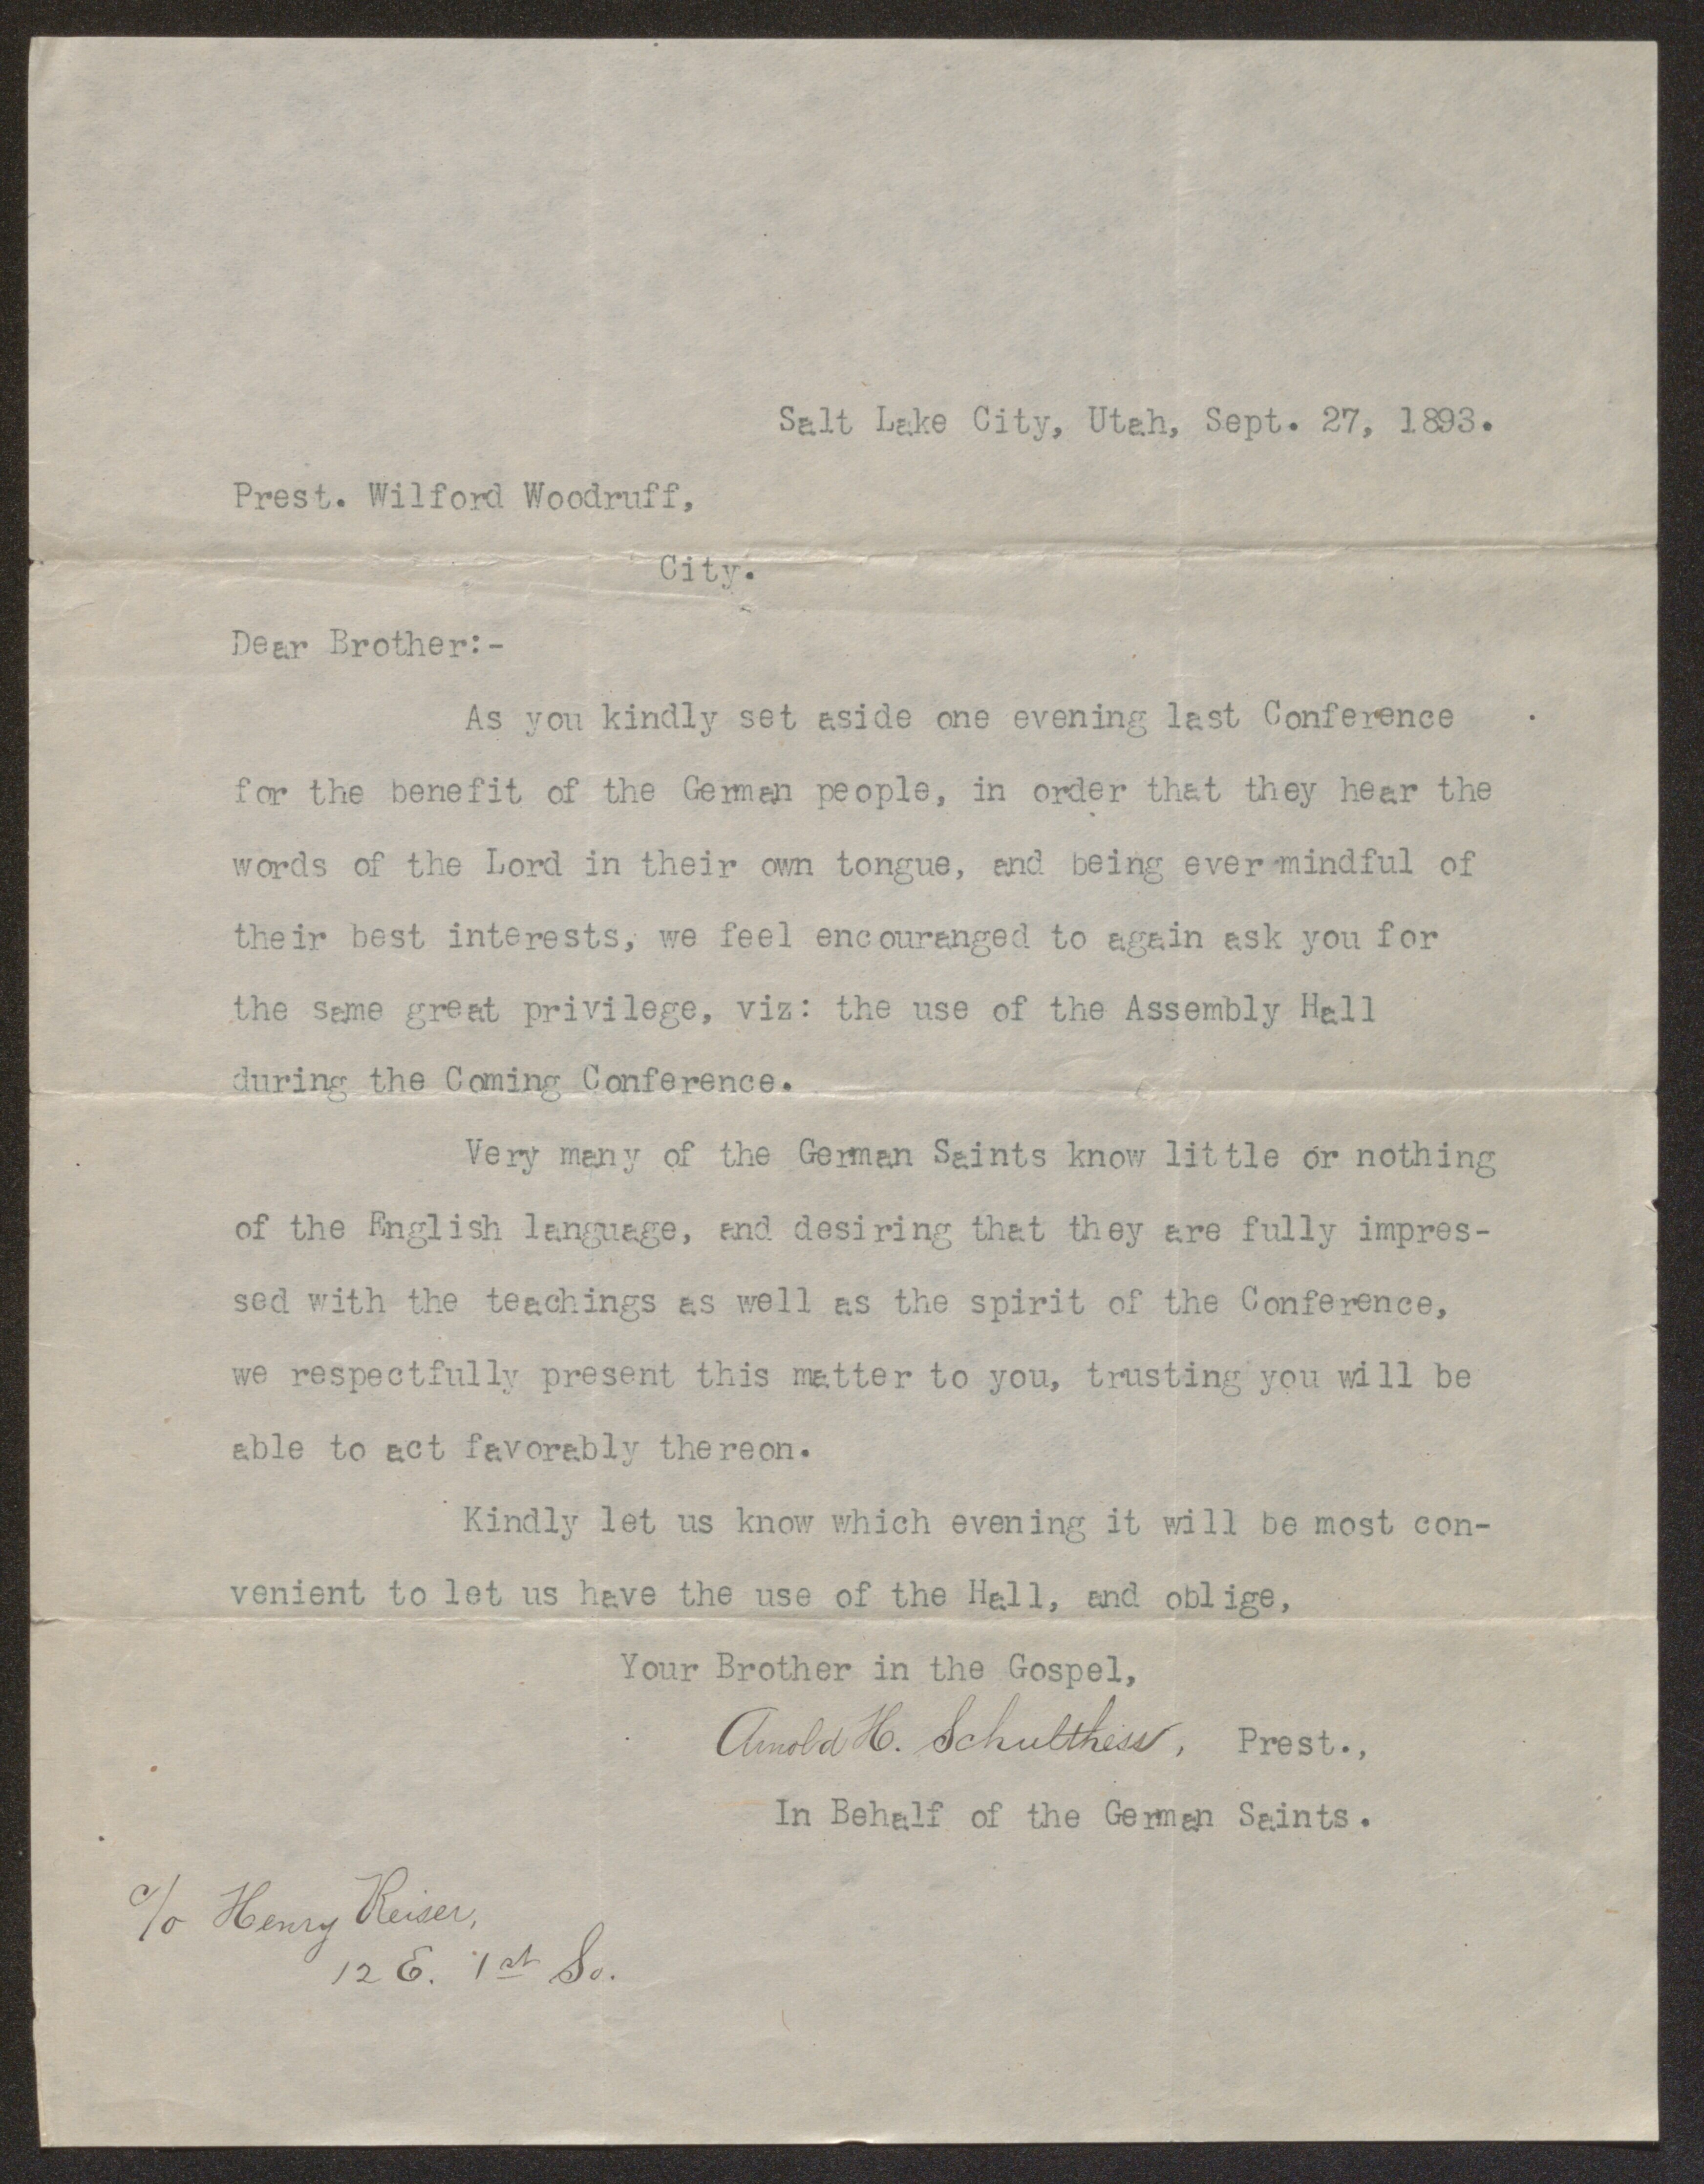 Salt Lake City, Utah, Sept. 27, 1893.
Prest. Wilford Woodruff,
City.
Dear Brother:-
As you kindly set aside one evening last Conference
for the benefit of the German people, in order that they hear the
words of the Lord in their own tongue, and being ever mindful of
their best interests, we feel encouranged to again ask you for
the same great privilege, viz: the use of the Assembly Hall
during the Coming Conference.
Very many of the German Saints know little or nothing
of the English language, and desiring that they are fully impres-
sed with the teachings as well as the spirit of the Conference,
we respectfully present this matter to you, trusting you will be
able to act favorably thereon.
Kindly let us know which evening it will be most con-
venient to let us have the use of the Hall, and oblige,
Your Brother in the Gospel,
Arnold H. Schulthess, Prest.,
In Behalf of the German Saints.
c/o Henry Reiser,
12 E. 1st So.